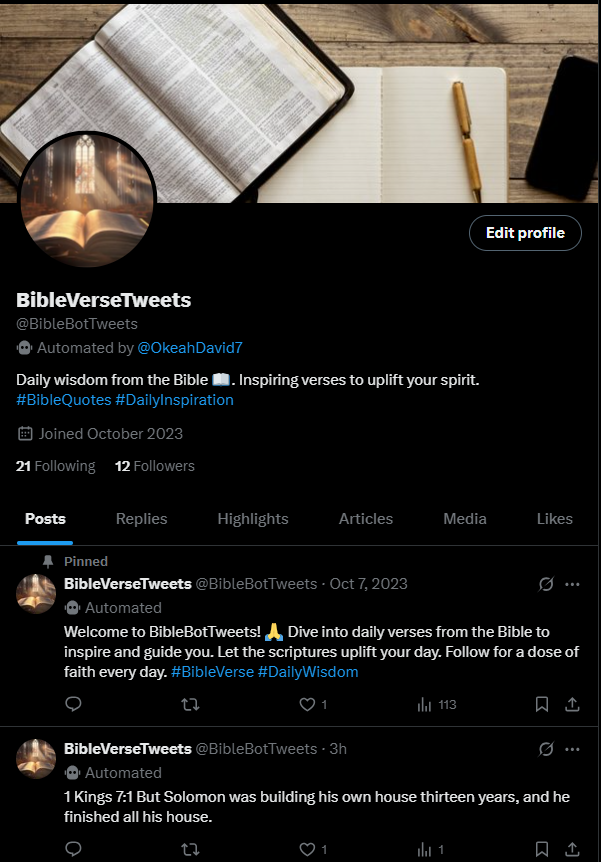 Edit profile
BibleVerseTweets
@BibleBotTweets
Automated by @OkeahDavid7
Daily wisdom from the Bible 📖. Inspiring verses to uplift your spirit.
#BibleQuotes #DailyInspiration
Joined October 2023
21 Following 12 Followers
Posts Replies Highlights Articles Media Likes
Pinned
BibleVerseTweets @BibleBotTweets · Oct 7, 2023
Automated
Welcome to BibleBotTweets! 🙏 Dive into daily verses from the Bible to
inspire and guide you. Let the scriptures uplift your day. Follow for a dose of
faith every day. #BibleVerse #DailyWisdom
1 113
BibleVerseTweets @BibleBotTweets · 3h
Automated
1 Kings 7:1 But Solomon was building his own house thirteen years, and he
finished all his house.
1 1